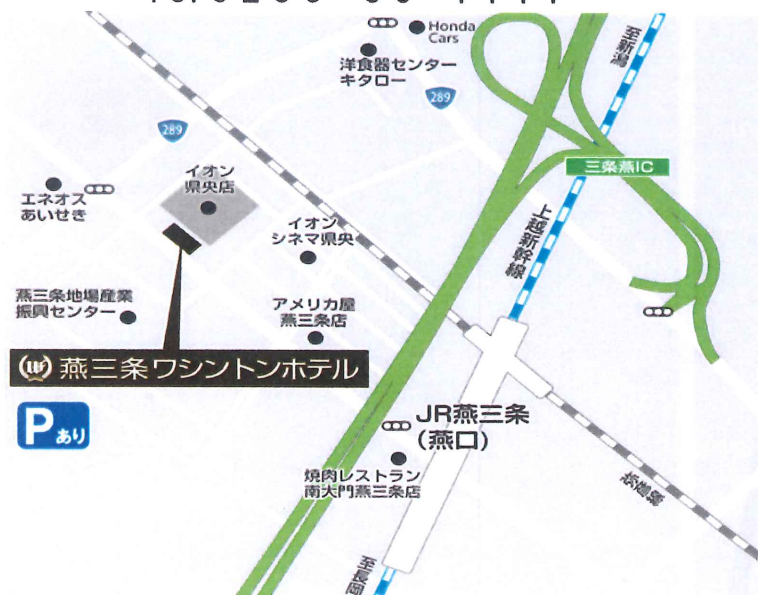 Honda
Cars
至新潟
洋食器センター
キタロー
289
289
三条燕IC
イオン
県央店
エネオス
あいせき
イオン
シネマ県央
上越新幹線
燕三条地場産業
振興センター
アメリカ屋
燕三条店
燕三条ワシントンホテル
Pあり
JR燕三条
(燕口)
焼肉レストラン
南大門燕三条店
弥彦線
至長岡